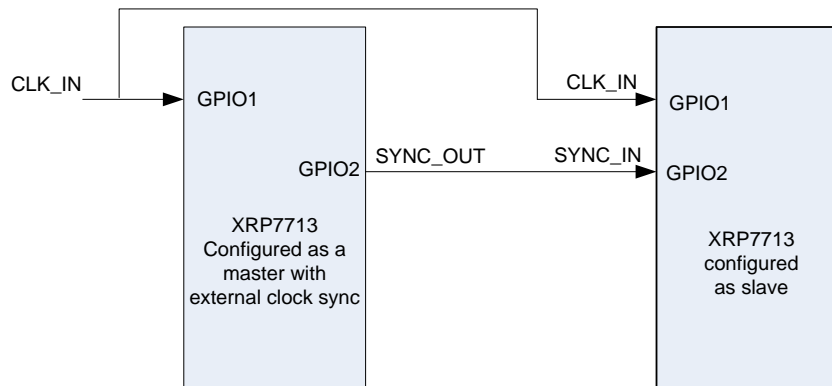 CLK_IN
GPIO1
GPIO2
XRP7713
Configured as a
master with
external clock sync
SYNC_OUT
CLK_IN
SYNC_IN
GPIO1
GPIO2
XRP7713
configured
as slave